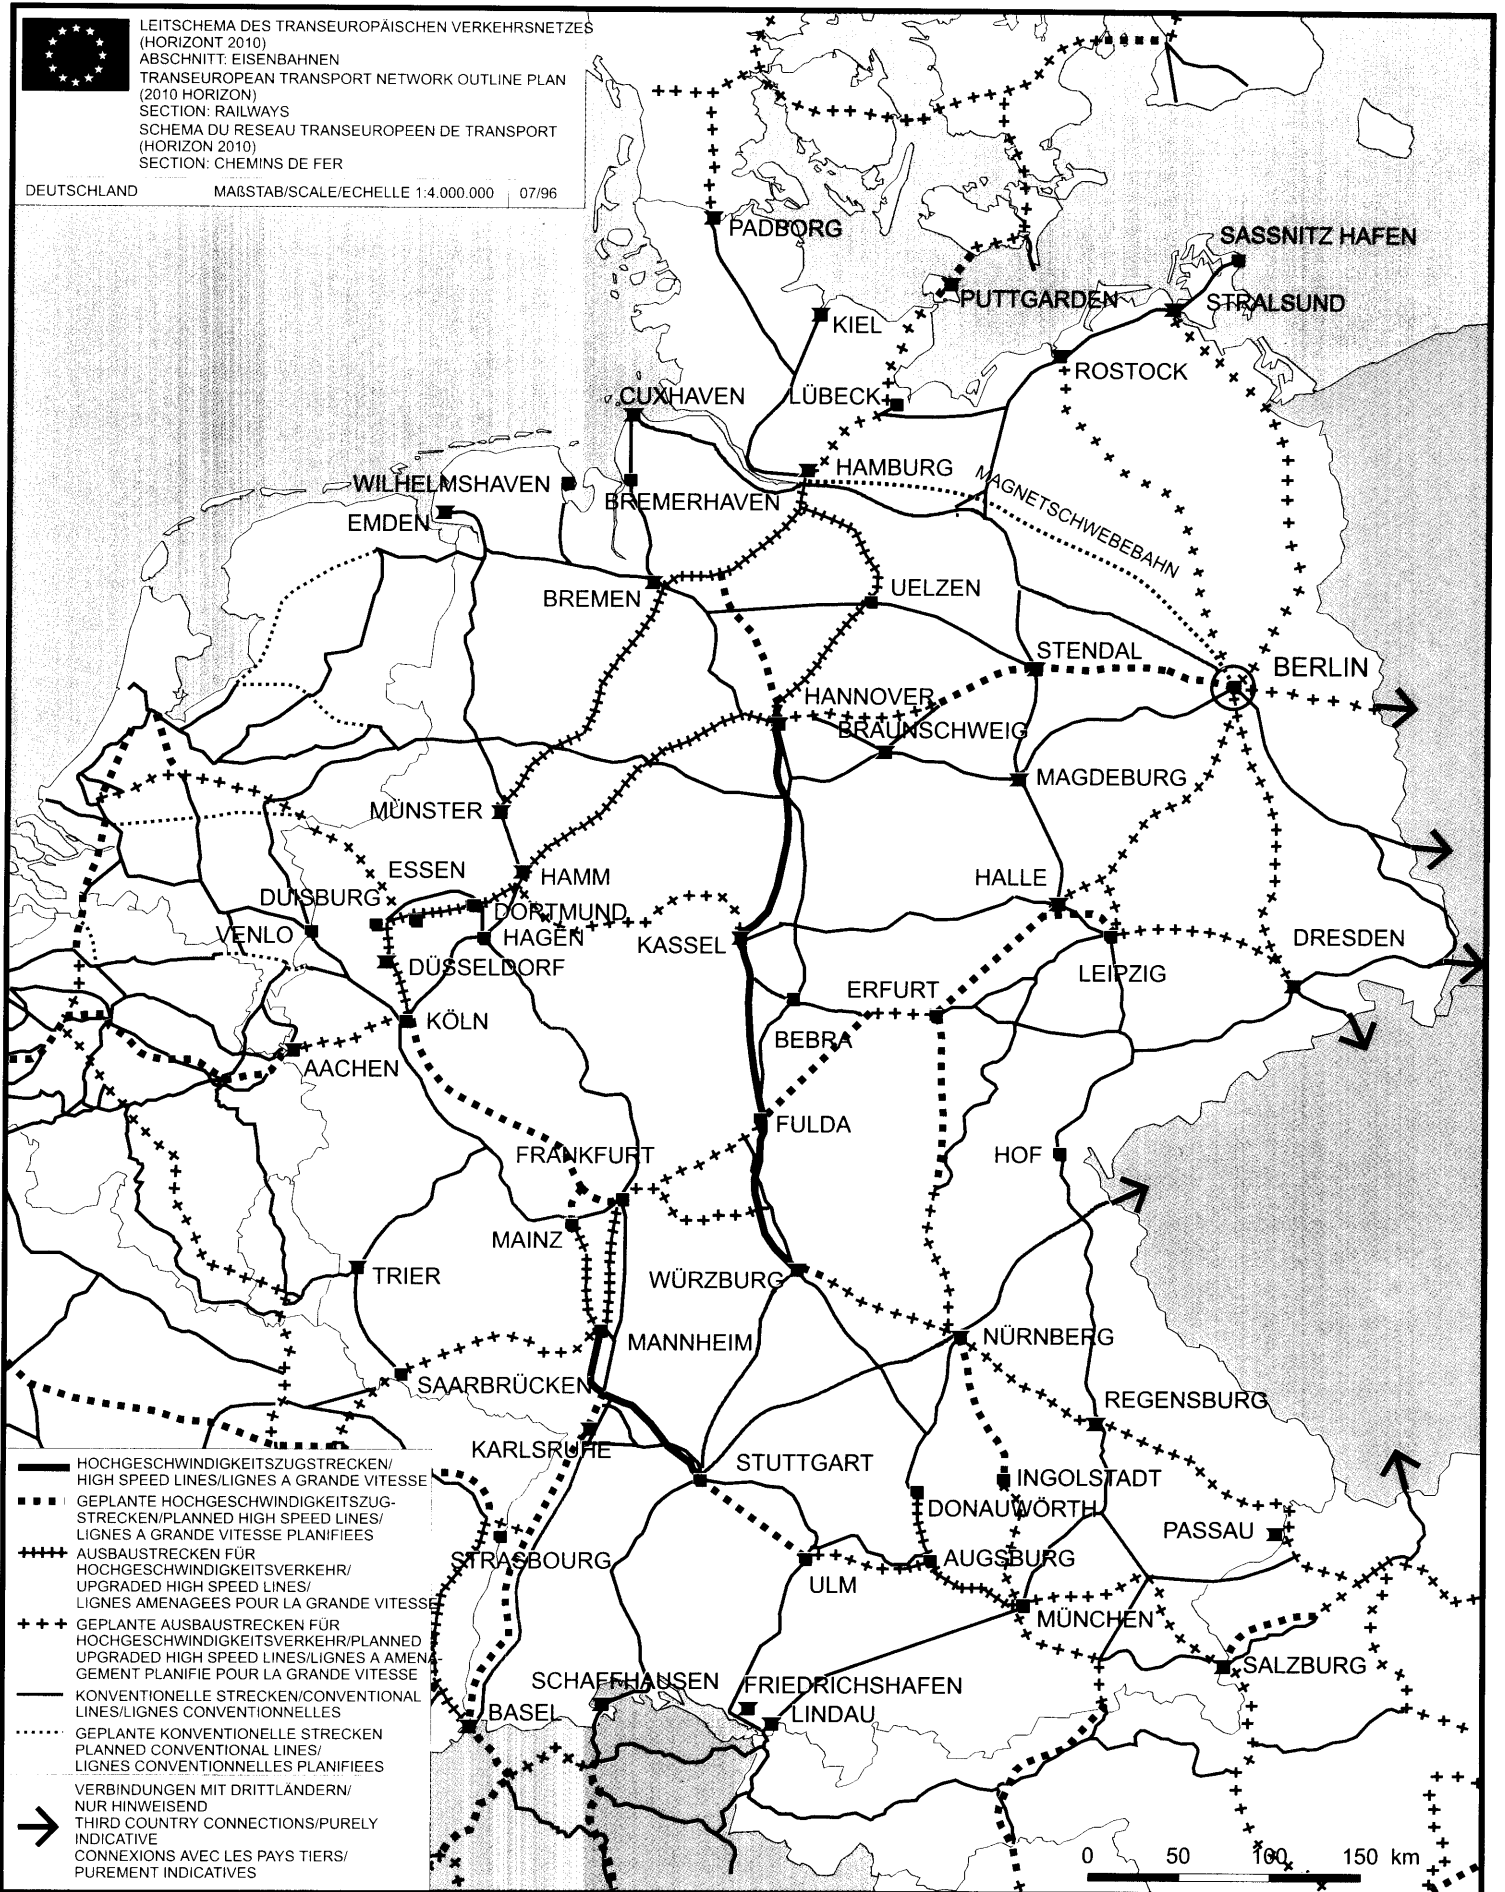 LEITSCHEMA DES TRANSEUROPÄISCHEN VERKEHRSNETZES
(HORIZONT 2010)
ABSCHNITT: EISENBAHNEN
TRANSEUROPEAN TRANSPORT NETWORK OUTLINE PLAN
(2010 HORIZON)
SECTION: RAILWAYS
SCHEMA DU RESEAU TRANSEUROPEEN DE TRANSPORT
(HORIZON 2010)
SECTION: CHEMINS DE FER
DEUTSCHLAND MAßSTAB/SCALE/ECHELLE 1:4.000.000 07/96
PADBORG
SASSNITZ HAFEN
PUTTGARDEN
STRALSUND
KIEL
ROSTOCK
CUXHAVEN
LÜBECK
HAMBURG
MAGNETSCHWEBEBAHN
WILHELMSHAVEN
BREMERHAVEN
EMDEN
BREMEN
UELZEN
STENDAL
BERLIN
HANNOVER
BRAUNSCHWEIG
MAGDEBURG
MÜNSTER
ESSEN
HAMM
HALLE
DUISBURG
DORTMUND
VENLO
HAGEN
KASSEL
DRESDEN
DÜSSELDORF
LEIPZIG
ERFURT
KÖLN
BEBRA
AACHEN
FULDA
FRANKFURT
HOF
MAINZ
TRIER
WÜRZBURG
MANNHEIM
NÜRNBERG
SAARBRÜCKEN
REGENSBURG
KARLSRUHE
STUTTGART
INGOLSTADT
DONAUWÖRTH
PASSAU
STRASBOURG
AUGSBURG
ULM
MÜNCHEN
SALZBURG
SCHAFFHAUSEN
FRIEDRICHSHAFEN
BASEL
LINDAU
HOCHGESCHWINDIGKEITSZUGSTRECKEN/
HIGH SPEED LINES/LIGNES A GRANDE VITESSE
GEPLANTE HOCHGESCHWINDIGKEITSZUG-
STRECKEN/PLANNED HIGH SPEED LINES/
LIGNES A GRANDE VITESSE PLANIFIEES
AUSBAUSTRECKEN FÜR
HOCHGESCHWINDIGKEITSVERKEHR/
UPGRADED HIGH SPEED LINES/
LIGNES AMENAGEES POUR LA GRANDE VITESSE
GEPLANTE AUSBAUSTRECKEN FÜR
HOCHGESCHWINDIGKEITSVERKEHR/PLANNED
UPGRADED HIGH SPEED LINES/LIGNES A AMENA-
GEMENT PLANIFIE POUR LA GRANDE VITESSE
KONVENTIONELLE STRECKEN/CONVENTIONAL
LINES/LIGNES CONVENTIONNELLES
GEPLANTE KONVENTIONELLE STRECKEN
PLANNED CONVENTIONAL LINES/
LIGNES CONVENTIONNELLES PLANIFIEES
VERBINDUNGEN MIT DRITTLÄNDERN/
NUR HINWEISEND
THIRD COUNTRY CONNECTIONS/PURELY
INDICATIVE
CONNEXIONS AVEC LES PAYS TIERS/
PUREMENT INDICATIVES
0 50 100 150 km